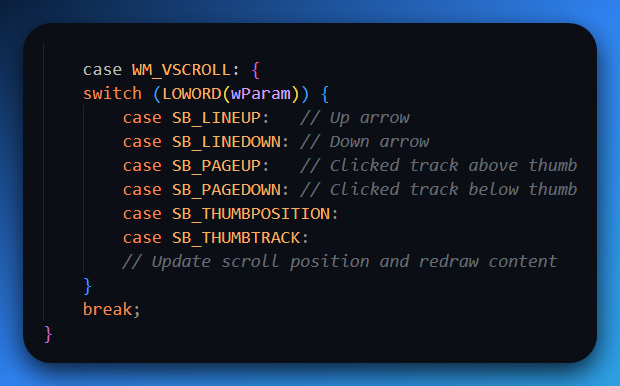 case WM_VSCROLL: {
switch (LOWORD(wParam)) {
case SB_LINEUP:   // Up arrow
case SB_LINEDOWN: // Down arrow
case SB_PAGEUP:   // Clicked track above thumb
case SB_PAGEDOWN: // Clicked track below thumb
case SB_THUMBPOSITION:
case SB_THUMBTRACK:
// Update scroll position and redraw content
}
break;
}